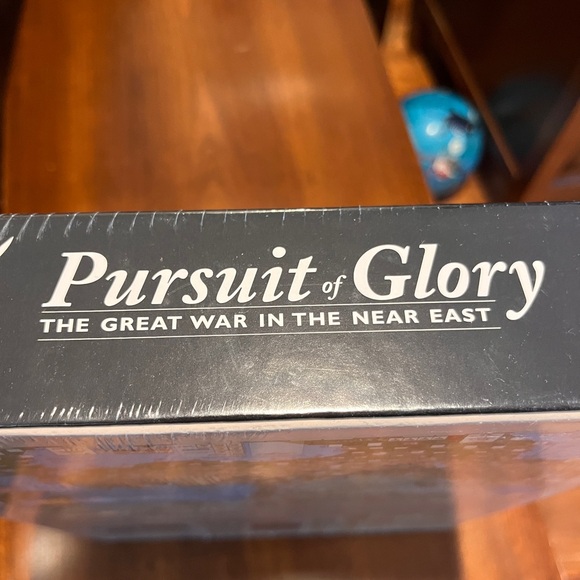 Pursuit of Glory
THE GREAT WAR IN THE NEAR EAST